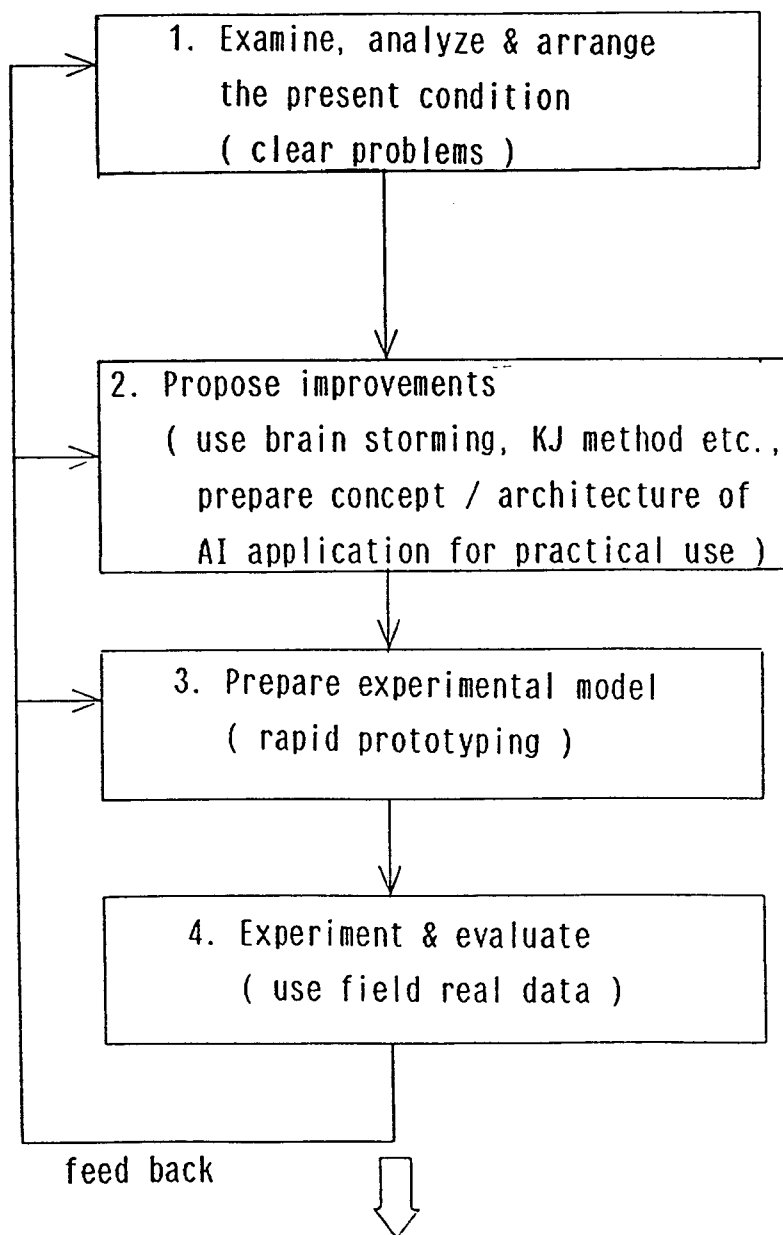 1. Examine, analyze & arrange
the present condition
( clear problems )
2. Propose improvements
( use brain storming, KJ method etc.,
prepare concept / architecture of
AI application for practical use )
3. Prepare experimental model
( rapid prototyping )
4. Experiment & evaluate
( use field real data )
feed back